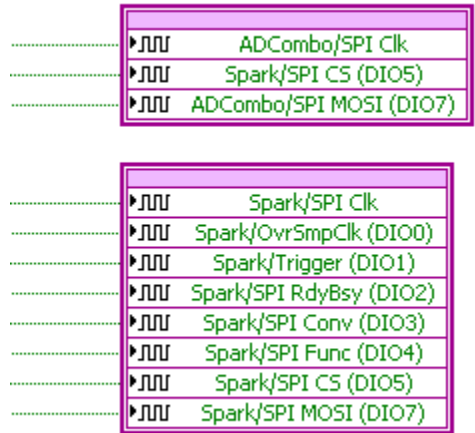 ADCombo/SPI Clk
Spark/SPI CS (DIO5)
ADCombo/SPI MOSI (DIO7)
Spark/SPI Clk
Spark/OvrSmpClk (DIO0)
Spark/Trigger (DIO1)
Spark/SPI RdyBsy (DIO2)
Spark/SPI Conv (DIO3)
Spark/SPI Func (DIO4)
Spark/SPI CS (DIO5)
Spark/SPI MOSI (DIO7)